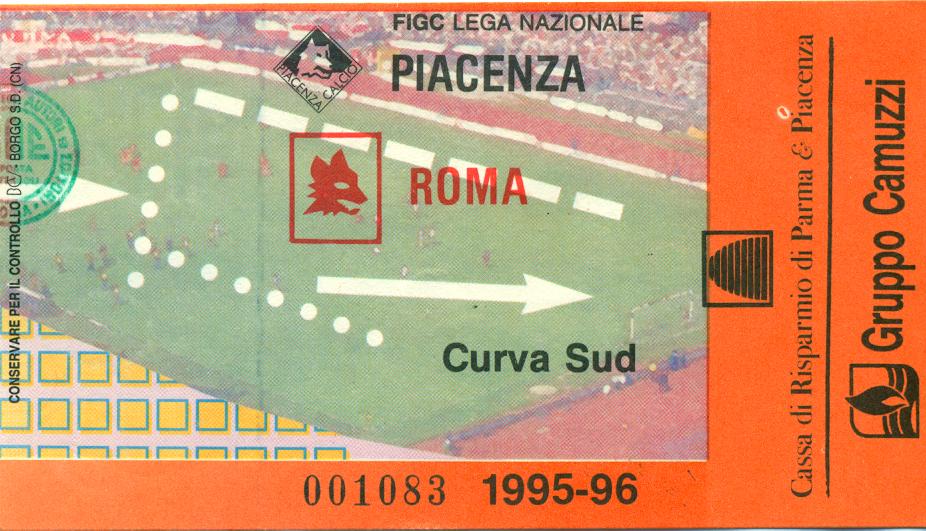 FIGC LEGA NAZIONALE
PIACENZA
PIACENZA CALCIO
ROMA
Curva Sud
001083 1995-96
CONSERVARE PER IL CONTROLLO
BORGO S.D. (CN)
AUTORI
Cassa di Risparmio di Parma & Piacenza
Gruppo Camuzzi